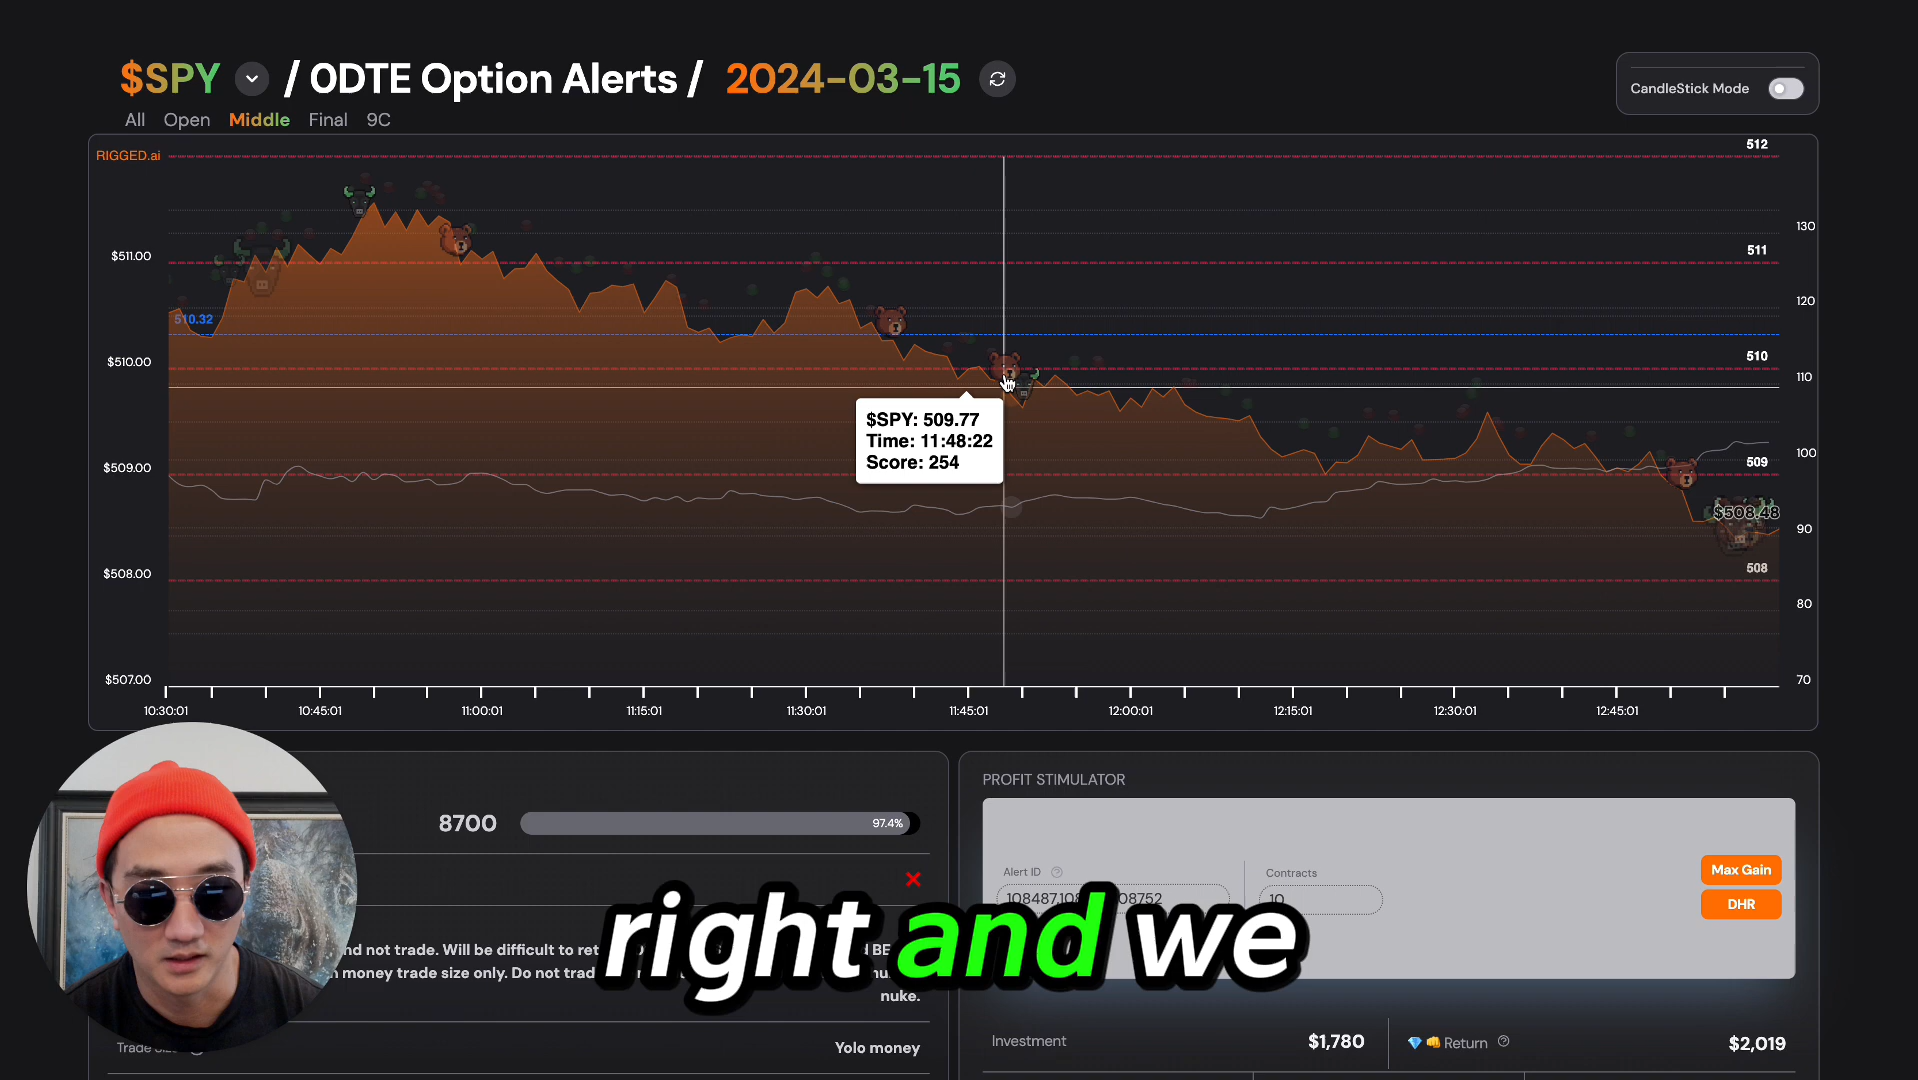 $SPY / 0DTE Option Alerts / 2024-03-15
CandleStick Mode
All Open Middle Final 9C
RIGGED.ai
512
130
$511.00
511
120
510.32
$510.00
510
110
$SPY: 509.77
Time: 11:48:22
Score: 254
$509.00
509
100
$508.48
90
$508.00
508
80
$507.00
70
10:30:01 10:45:01 11:00:01 11:15:01 11:30:01 11:45:01 12:00:01 12:15:01 12:30:01 12:45:01
8700
97.4%
PROFIT STIMULATOR
Alert ID
Contracts
10
Max Gain
DHR
not trade. Will be difficult to
money trade size only. Do not
nuke.
right and we
Trade
Yolo money
Investment
$1,780
Return
$2,019